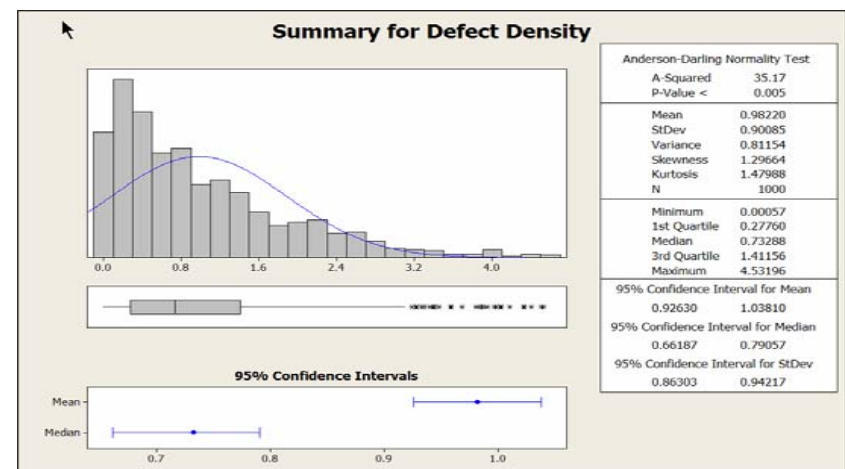 Summary for Defect Density
0.0 0.8 1.6 2.4 3.2 4.0
95% Confidence Intervals
Mean
Median
0.7 0.8 0.9 1.0
Anderson-Darling Normality Test
A-Squared 35.17
P-Value < 0.005
Mean 0.98220
StDev 0.90085
Variance 0.81154
Skewness 1.29664
Kurtosis 1.47988
N 1000
Minimum 0.00057
1st Quartile 0.27760
Median 0.73288
3rd Quartile 1.41156
Maximum 4.53196
95% Confidence Interval for Mean
0.92630 1.03810
95% Confidence Interval for Median
0.66187 0.79057
95% Confidence Interval for StDev
0.86303 0.94217